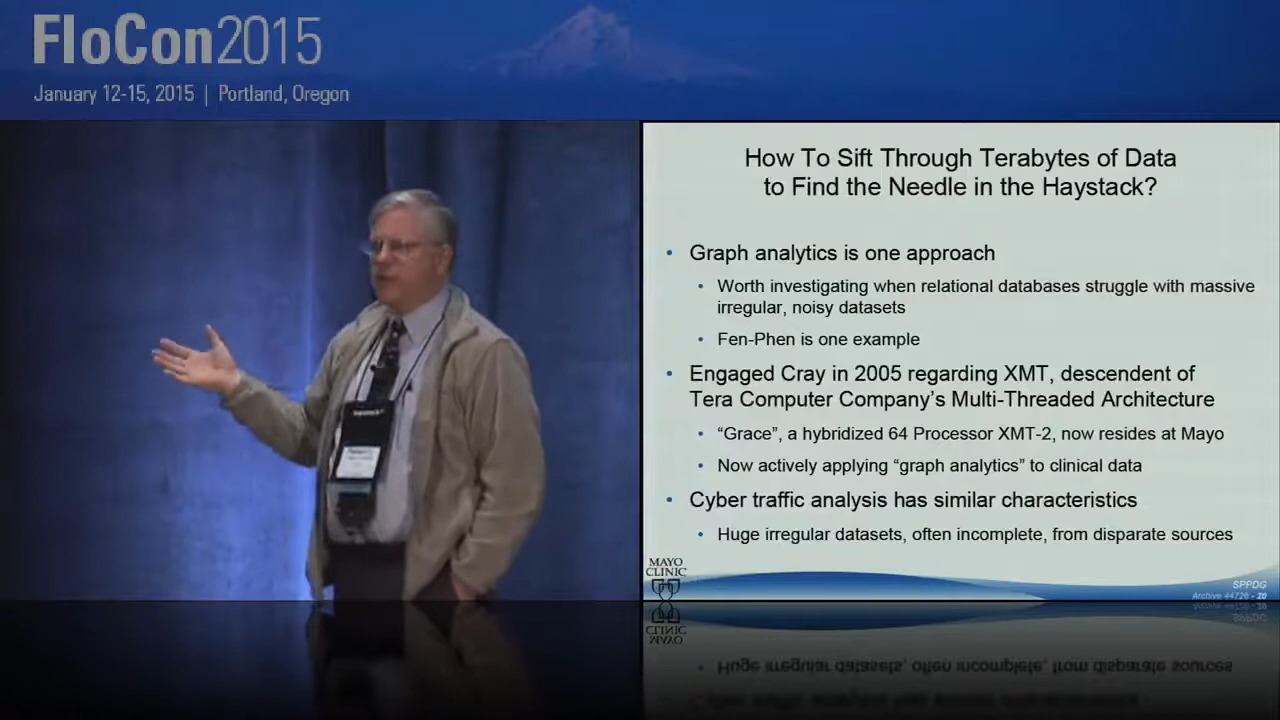 FloCon2015
January 12-15, 2015 | Portland, Oregon
How To Sift Through Terabytes of Data
to Find the Needle in the Haystack?
• Graph analytics is one approach
• Worth investigating when relational databases struggle with massive
irregular, noisy datasets
• Fen-Phen is one example
• Engaged Cray in 2005 regarding XMT, descendent of
Tera Computer Company's Multi-Threaded Architecture
• “Grace”, a hybridized 64 Processor XMT-2, now resides at Mayo
• Now actively applying “graph analytics” to clinical data
• Cyber traffic analysis has similar characteristics
• Huge irregular datasets, often incomplete, from disparate sources
MAYO
CLINIC
SPPDG
Archive 44726 - 20